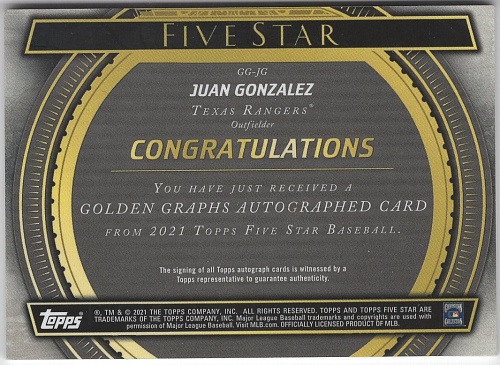 FIVE STAR
GG-JG
JUAN GONZALEZ
TEXAS RANGERS®
Outfielder
CONGRATULATIONS
YOU HAVE JUST RECEIVED A
GOLDEN GRAPHS AUTOGRAPHED CARD
FROM 2021 TOPPS FIVE STAR BASEBALL.
The signing of all Topps autograph cards is witnessed by a
Topps representative to guarantee authenticity.
topps
®, TM & © 2021 THE TOPPS COMPANY, INC. ALL RIGHTS RESERVED. TOPPS AND TOPPS FIVE STAR ARE
TRADEMARKS OF THE TOPPS COMPANY, INC. Major League Baseball trademarks and copyrights are used with
permission of Major League Baseball. Visit MLB.com. OFFICIALLY LICENSED PRODUCT OF MLB.
COOPERSTOWN
COLLECTION